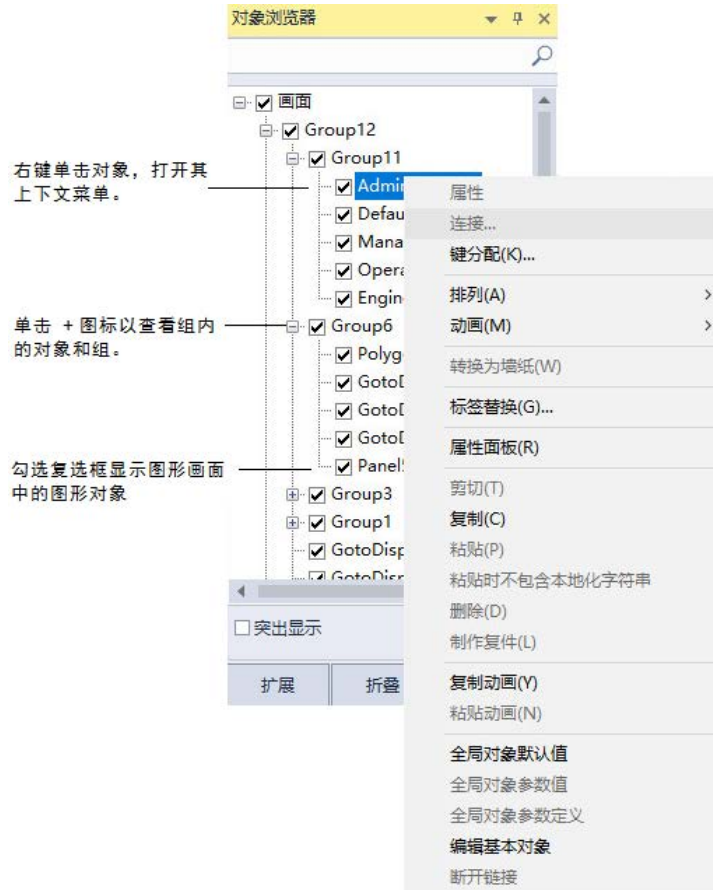 对象浏览器
画面
Group12
Group11
右键单击对象，打开其
上下文菜单。
Admin
Defau
Mana
Opera
Engin
单击 + 图标以查看组内
的对象和组。
Group6
Polyg
GotoD
GotoD
GotoD
勾选复选框显示图形画面
中的图形对象
Panel5
Group3
Group1
GotoDisp
GotoDisp
突出显示
扩展
折叠
属性
连接...
键分配(K)...
排列(A)
动画(M)
转换为墙纸(W)
标签替换(G)...
属性面板(R)
剪切(T)
复制(C)
粘贴(P)
粘贴时不包含本地化字符串
删除(D)
制作复件(L)
复制动画(Y)
粘贴动画(N)
全局对象默认值
全局对象参数值
全局对象参数定义
编辑基本对象
断开链接